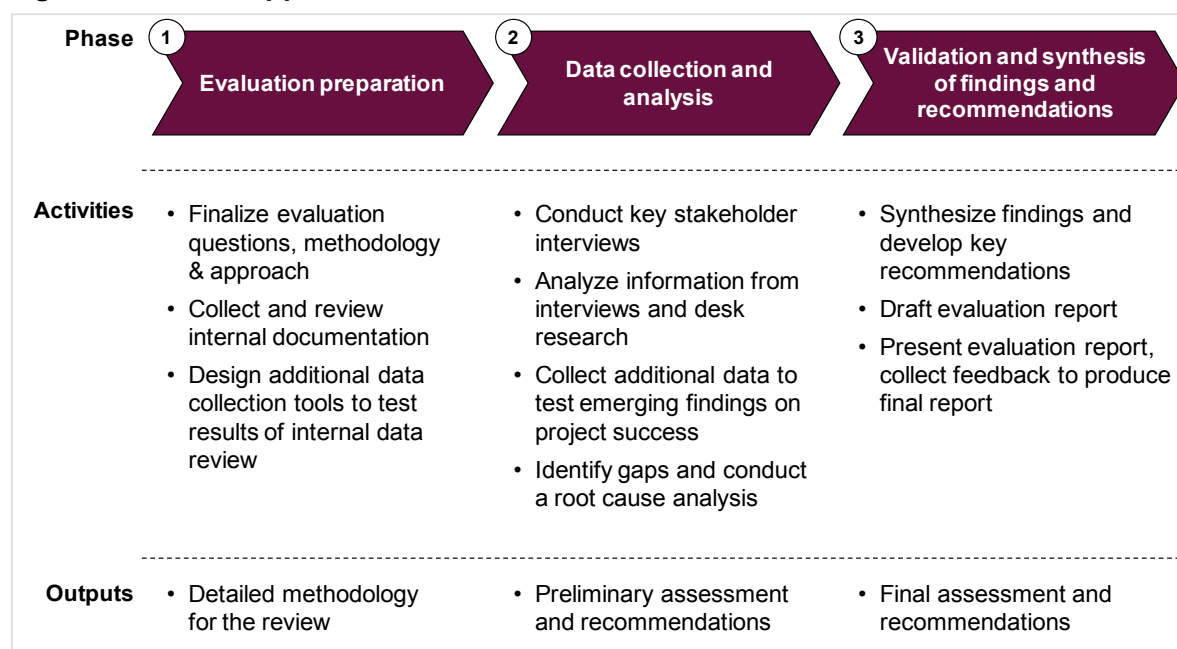 Phase
1
Evaluation preparation
2
Data collection and
analysis
3
Validation and synthesis
of findings and
recommendations
Activities
• Finalize evaluation
questions, methodology
& approach
• Collect and review
internal documentation
• Design additional data
collection tools to test
results of internal data
review
• Conduct key stakeholder
interviews
• Analyze information from
interviews and desk
research
• Collect additional data to
test emerging findings on
project success
• Identify gaps and conduct
a root cause analysis
• Synthesize findings and
develop key
recommendations
• Draft evaluation report
• Present evaluation report,
collect feedback to produce
final report
Outputs
• Detailed methodology
for the review
• Preliminary assessment
and recommendations
• Final assessment and
recommendations